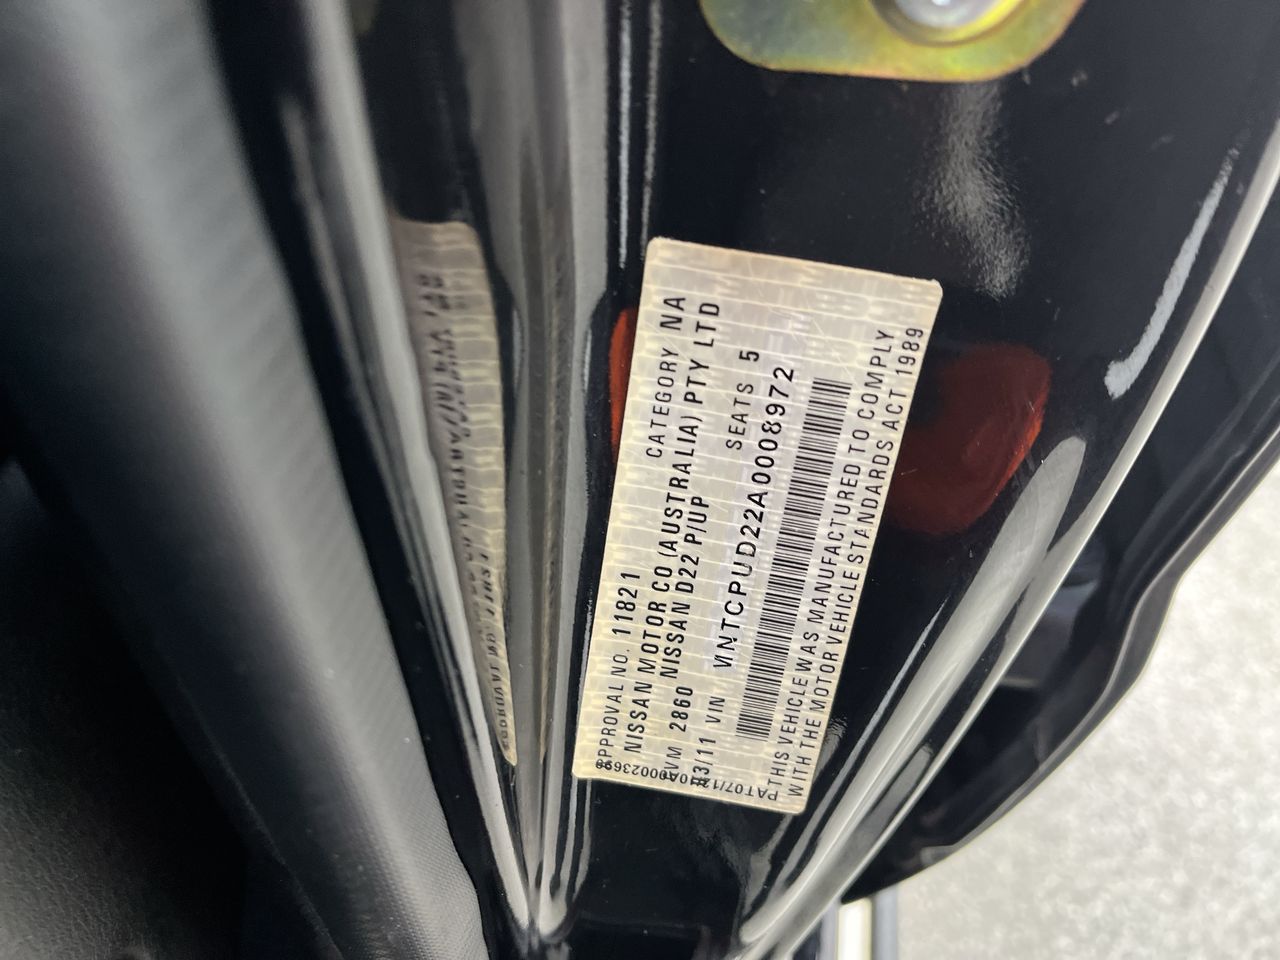 APPROVAL NO. 11821 CATEGORY NA
NISSAN MOTOR CO (AUSTRALIA) PTY LTD
GVM 2860 NISSAN D22 P/UP SEATS 5
#3/11 VIN VNTCPUD22A0008972
THIS VEHICLE WAS MANUFACTURED TO COMPLY
WITH THE MOTOR VEHICLE STANDARDS ACT 1989